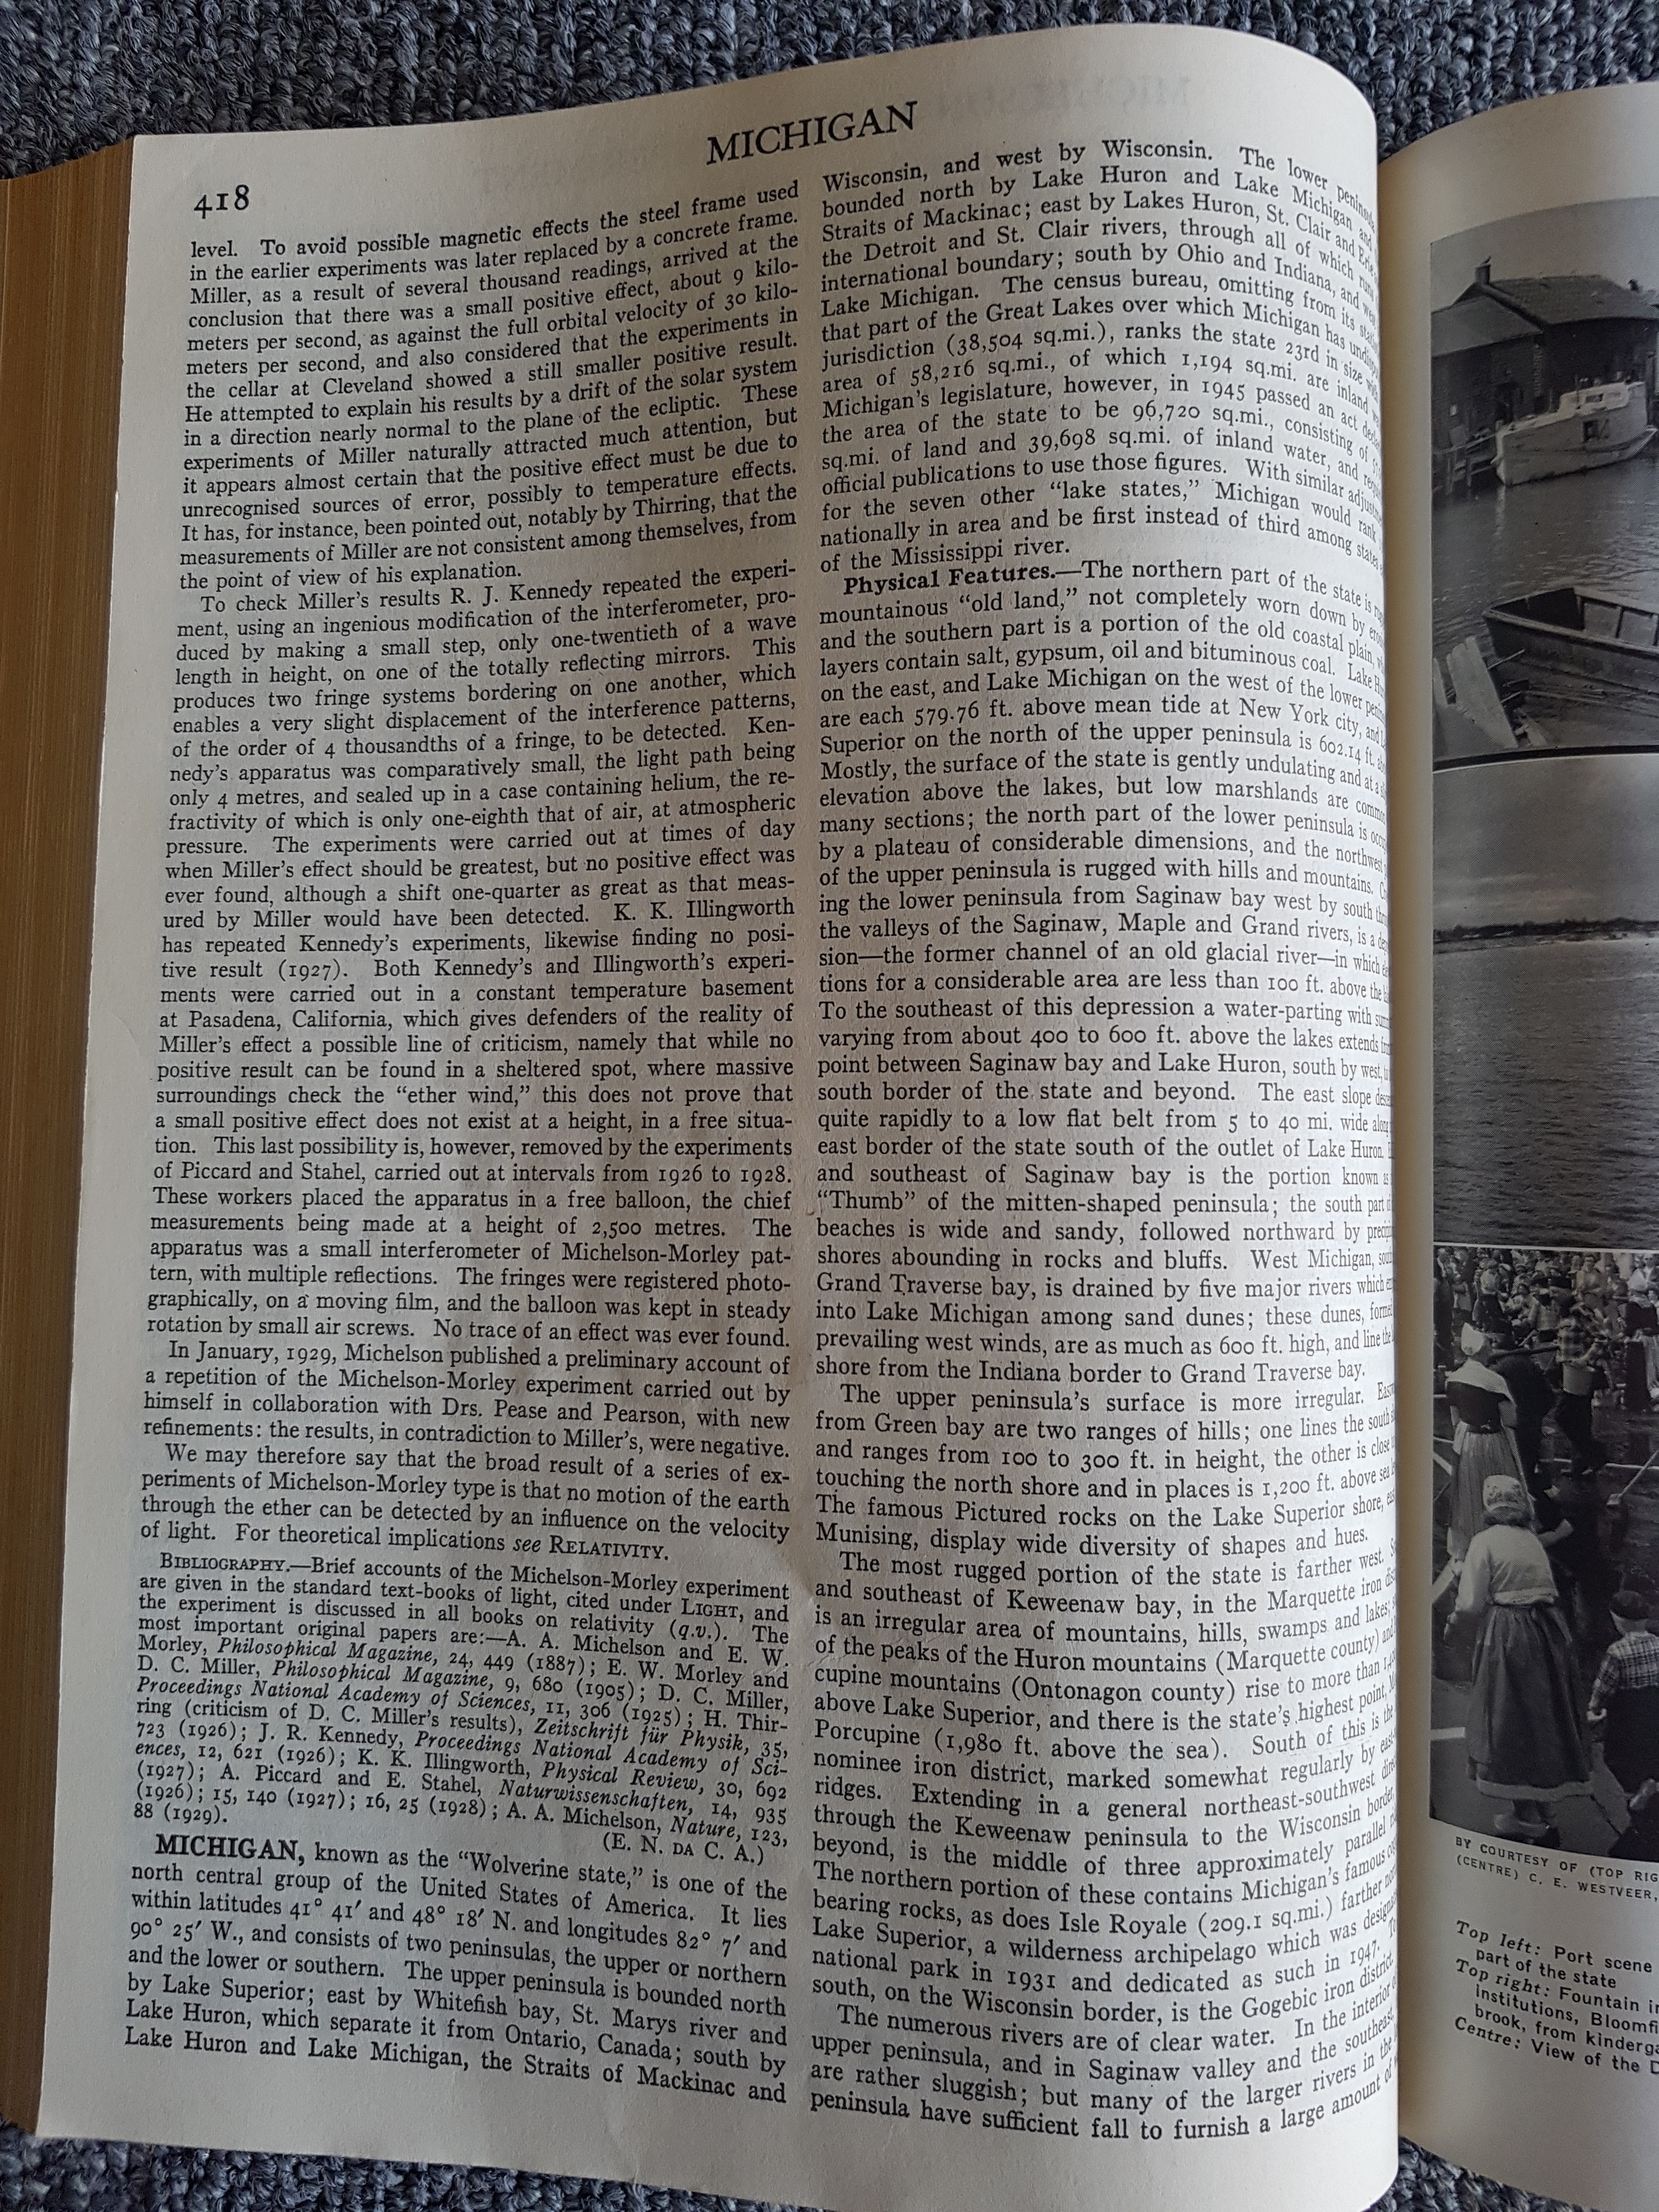 MICHIGAN
418
level. To avoid possible magnetic effects the steel frame used
in the earlier experiments was later replaced by a concrete frame.
Miller, as a result of several thousand readings, arrived at the
conclusion that there was a small positive effect, about 9 kilo-
meters per second, as against the full orbital velocity of 30 kilo-
meters per second, and also considered that the experiments in
the cellar at Cleveland showed a still smaller positive result.
He attempted to explain his results by a drift of the solar system
in a direction nearly normal to the plane of the ecliptic. These
experiments of Miller naturally attracted much attention, but
it appears almost certain that the positive effect must be due to
unrecognised sources of error, possibly to temperature effects.
It has, for instance, been pointed out, notably by Thirring, that the
measurements of Miller are not consistent among themselves, from
the point of view of his explanation.
To check Miller's results R. J. Kennedy repeated the experi-
ment, using an ingenious modification of the interferometer, pro-
duced by making a small step, only one-twentieth of a wave
length in height, on one of the totally reflecting mirrors. This
produces two fringe systems bordering on one another, which
enables a very slight displacement of the interference patterns,
of the order of 4 thousandths of a fringe, to be detected. Ken-
nedy's apparatus was comparatively small, the light path being
only 4 metres, and sealed up in a case containing helium, the re-
fractivity of which is only one-eighth that of air, at atmospheric
pressure. The experiments were carried out at times of day
when Miller's effect should be greatest, but no positive effect was
ever found, although a shift one-quarter as great as that meas-
ured by Miller would have been detected. K. K. Illingworth
has repeated Kennedy's experiments, likewise finding no posi-
tive result (1927). Both Kennedy's and Illingworth's experi-
ments were carried out in a constant temperature basement
at Pasadena, California, which gives defenders of the reality of
Miller's effect a possible line of criticism, namely that while no
positive result can be found in a sheltered spot, where massive
surroundings check the "ether wind," this does not prove that
a small positive effect does not exist at a height, in a free situa-
tion. This last possibility is, however, removed by the experiments
of Piccard and Stahel, carried out at intervals from 1926 to 1928.
These workers placed the apparatus in a free balloon, the chief
measurements being made at a height of 2,500 metres. The
apparatus was a small interferometer of Michelson-Morley pat-
tern, with multiple reflections. The fringes were registered photo-
graphically, on a moving film, and the balloon was kept in steady
rotation by small air screws. No trace of an effect was ever found.
In January, 1929, Michelson published a preliminary account of
a repetition of the Michelson-Morley experiment carried out by
himself in collaboration with Drs. Pease and Pearson, with new
refinements: the results, in contradiction to Miller's, were negative.
We may therefore say that the broad result of a series of ex-
periments of Michelson-Morley type is that no motion of the earth
through the ether can be detected by an influence on the velocity
of light. For theoretical implications see RELATIVITY.
BIBLIOGRAPHY.—Brief accounts of the Michelson-Morley experiment
are given in the standard text-books of light, cited under LIGHT, and
the experiment is discussed in all books on relativity (q.v.). The
most important original papers are:—A. A. Michelson and E. W.
Morley, Philosophical Magazine, 24, 449 (1887); E. W. Morley and
D. C. Miller, Philosophical Magazine, 9, 680 (1905); D. C. Miller,
Proceedings National Academy of Sciences, 11, 306 (1925); H. Thir-
ring (criticism of D. C. Miller's results), Zeitschrift für Physik, 35,
723 (1926); J. R. Kennedy, Proceedings National Academy of Sci-
ences, 12, 621 (1926); K. K. Illingworth, Physical Review, 30, 692
(1927); A. Piccard and E. Stahel, Naturwissenschaften, 14, 935
(1926); 15, 140 (1927); 16, 25 (1928); A. A. Michelson, Nature, 123,
88 (1929).
(E. N. DA C. A.)
MICHIGAN, known as the "Wolverine state," is one of the
north central group of the United States of America. It lies
within latitudes 41° 41′ and 48° 18′ N. and longitudes 82° 7′ and
90° 25′ W., and consists of two peninsulas, the upper or northern
and the lower or southern. The upper peninsula is bounded north
by Lake Superior; east by Whitefish bay, St. Marys river and
Lake Huron, which separate it from Ontario, Canada; south by
Lake Huron and Lake Michigan, the Straits of Mackinac and
Wisconsin, and west by Wisconsin. The lower
bounded north by Lake Huron and Lake Michigan and
Straits of Mackinac; east by Lakes Huron, St. Clair and Erie
the Detroit and St. Clair rivers, through all of which runs
international boundary; south by Ohio and Indiana, and
Lake Michigan. The census bureau, omitting from its
that part of the Great Lakes over which Michigan has
jurisdiction (38,504 sq.mi.), ranks the state 23rd in size
area of 58,216 sq.mi., of which 1,194 sq.mi. are inland
Michigan's legislature, however, in 1945 passed an act
the area of the state to be 96,720 sq.mi., consisting of
sq.mi. of land and 39,698 sq.mi. of inland water, and
official publications to use those figures. With similar
for the seven other "lake states," Michigan would rank
nationally in area and be first instead of third among states
of the Mississippi river.
Physical Features.—The northern part of the state is
mountainous "old land," not completely worn down by
and the southern part is a portion of the old coastal plain,
layers contain salt, gypsum, oil and bituminous coal. Lake
on the east, and Lake Michigan on the west of the lower
are each 579.76 ft. above mean tide at New York city, and
Superior on the north of the upper peninsula is 602.14 ft.
Mostly, the surface of the state is gently undulating and at a
elevation above the lakes, but low marshlands are
many sections; the north part of the lower peninsula is
by a plateau of considerable dimensions, and the northwest
of the upper peninsula is rugged with hills and mountains.
ing the lower peninsula from Saginaw bay west by south
the valleys of the Saginaw, Maple and Grand rivers, is a
sion—the former channel of an old glacial river—in which
tions for a considerable area are less than 100 ft. above the
To the southeast of this depression a water-parting with
varying from about 400 to 600 ft. above the lakes extends
point between Saginaw bay and Lake Huron, south by west,
south border of the state and beyond. The east slope
quite rapidly to a low flat belt from 5 to 40 mi. wide
east border of the state south of the outlet of Lake Huron.
and southeast of Saginaw bay is the portion known
"Thumb" of the mitten-shaped peninsula; the south part
beaches is wide and sandy, followed northward by
shores abounding in rocks and bluffs. West Michigan,
Grand Traverse bay, is drained by five major rivers which
into Lake Michigan among sand dunes; these dunes,
prevailing west winds, are as much as 600 ft. high, and line
shore from the Indiana border to Grand Traverse bay.
The upper peninsula's surface is more irregular.
from Green bay are two ranges of hills; one lines the south
and ranges from 100 to 300 ft. in height, the other is close
touching the north shore and in places is 1,200 ft. above sea
The famous Pictured rocks on the Lake Superior shore,
Munising, display wide diversity of shapes and hues.
The most rugged portion of the state is farther west.
and southeast of Keweenaw bay, in the Marquette iron
is an irregular area of mountains, hills, swamps and lakes;
of the peaks of the Huron mountains (Marquette county)
cupine mountains (Ontonagon county) rise to more than
above Lake Superior, and there is the state's highest point,
Porcupine (1,980 ft. above the sea). South of this is the
nominee iron district, marked somewhat regularly by
ridges. Extending in a general northeast-southwest
through the Keweenaw peninsula to the Wisconsin border,
beyond, is the middle of three approximately parallel
The northern portion of these contains Michigan's famous
bearing rocks, as does Isle Royale (209.1 sq.mi.) farther
Lake Superior, a wilderness archipelago which was
national park in 1931 and dedicated as such in 1947.
south, on the Wisconsin border, is the Gogebic iron district.
The numerous rivers are of clear water. In the interior
upper peninsula, and in Saginaw valley and the southeast,
are rather sluggish; but many of the larger rivers in the
peninsula have sufficient fall to furnish a large amount of
BY COURTESY OF (TOP
(CENTRE) C. E. WESTVEER,
Top left: Port scene
part of the state
Top right: Fountain
institutions,
brook, from
Centre: View of the